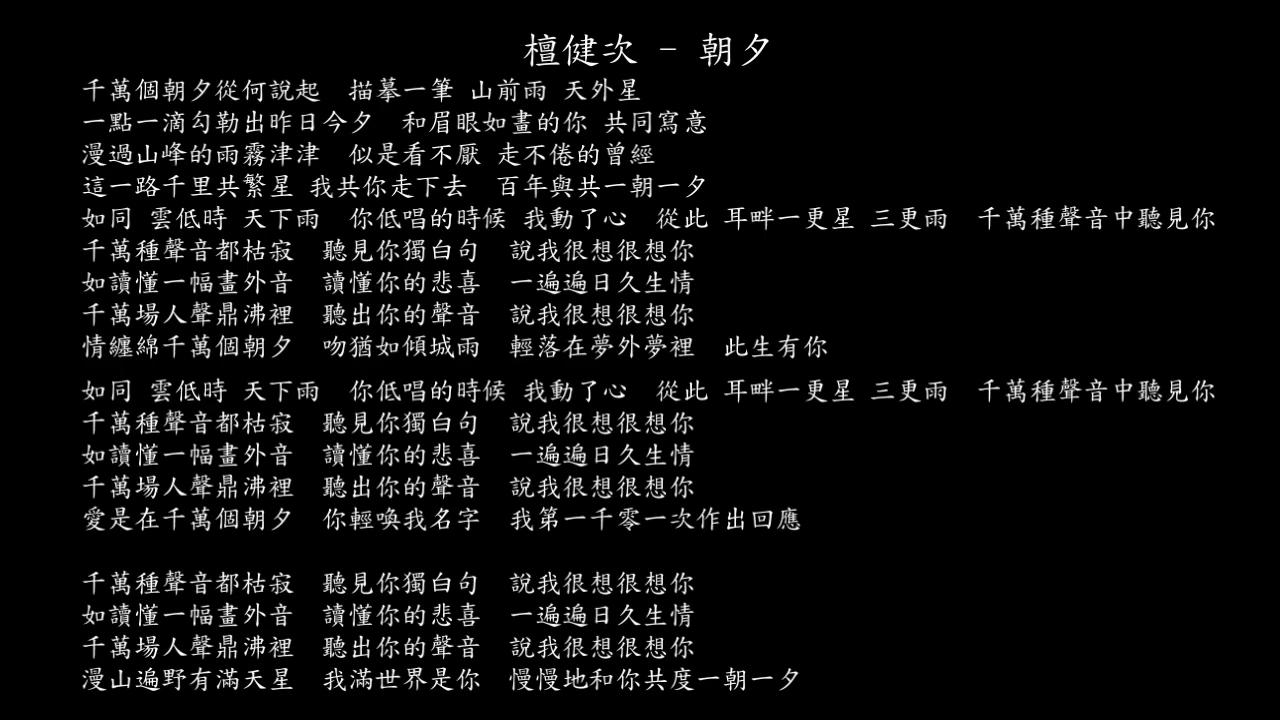 檀健次 - 朝夕
千萬個朝夕從何說起 描摹一筆 山前雨 天外星
一點一滴勾勒出昨日今夕 和眉眼如畫的你 共同寫意
漫過山峰的雨霧津津 似是看不厭 走不倦的曾經
這一路千里共繁星 我共你走下去 百年與共一朝一夕
如同 雲低時 天下雨 你低唱的時候 我動了心 從此 耳畔一更星 三更雨 千萬種聲音中聽見你
千萬種聲音都枯寂 聽見你獨白句 說我很想很想你
如讀懂一幅畫外音 讀懂你的悲喜 一遍遍日久生情
千萬場人聲鼎沸裡 聽出你的聲音 說我很想很想你
情纏綿千萬個朝夕 吻猶如傾城雨 輕落在夢外夢裡 此生有你
如同 雲低時 天下雨 你低唱的時候 我動了心 從此 耳畔一更星 三更雨 千萬種聲音中聽見你
千萬種聲音都枯寂 聽見你獨白句 說我很想很想你
如讀懂一幅畫外音 讀懂你的悲喜 一遍遍日久生情
千萬場人聲鼎沸裡 聽出你的聲音 說我很想很想你
愛是在千萬個朝夕 你輕喚我名字 我第一千零一次作出回應
千萬種聲音都枯寂 聽見你獨白句 說我很想很想你
如讀懂一幅畫外音 讀懂你的悲喜 一遍遍日久生情
千萬場人聲鼎沸裡 聽出你的聲音 說我很想很想你
漫山遍野有滿天星 我滿世界是你 慢慢地和你共度一朝一夕